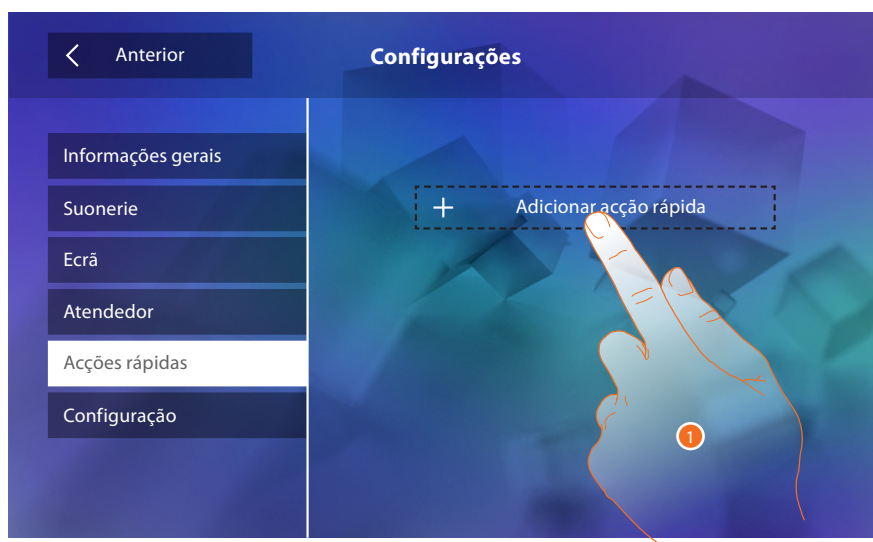 Anterior
Configurações
Informações gerais
Suonerie
Ecrã
Atendedor
Acções rápidas
Configuração
+ Adicionar acção rápida
1